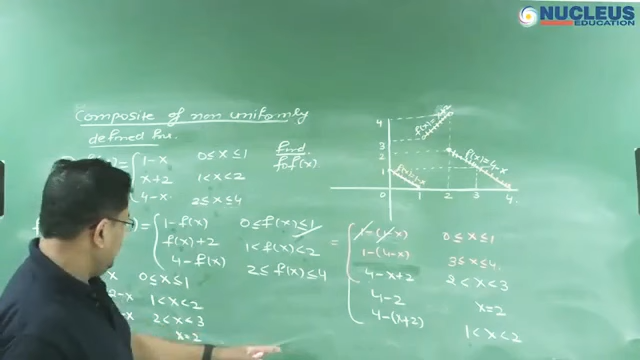 NUCLEUS
EDUCATION
Composite of non uniformly
defined fun.
1-x 0≤x≤1 find
x+2 1<x<2 fof(x).
4-x 2≤x≤4
= 1-f(x) 0≤f(x)≤1
f(x)+2 1<f(x)<2
4-f(x) 2≤f(x)≤4
x 0≤x≤1
2-x 1<x<2
-x 2<x<3
x=2
4
3
2
1
0 1 2 3 4
f(x)=4-x
= 1-(1-x) 0≤x≤1
1-(4-x) 3≤x≤4
4-x+2 2<x<3
4-2 x=2
4-(x+2) 1<x<2